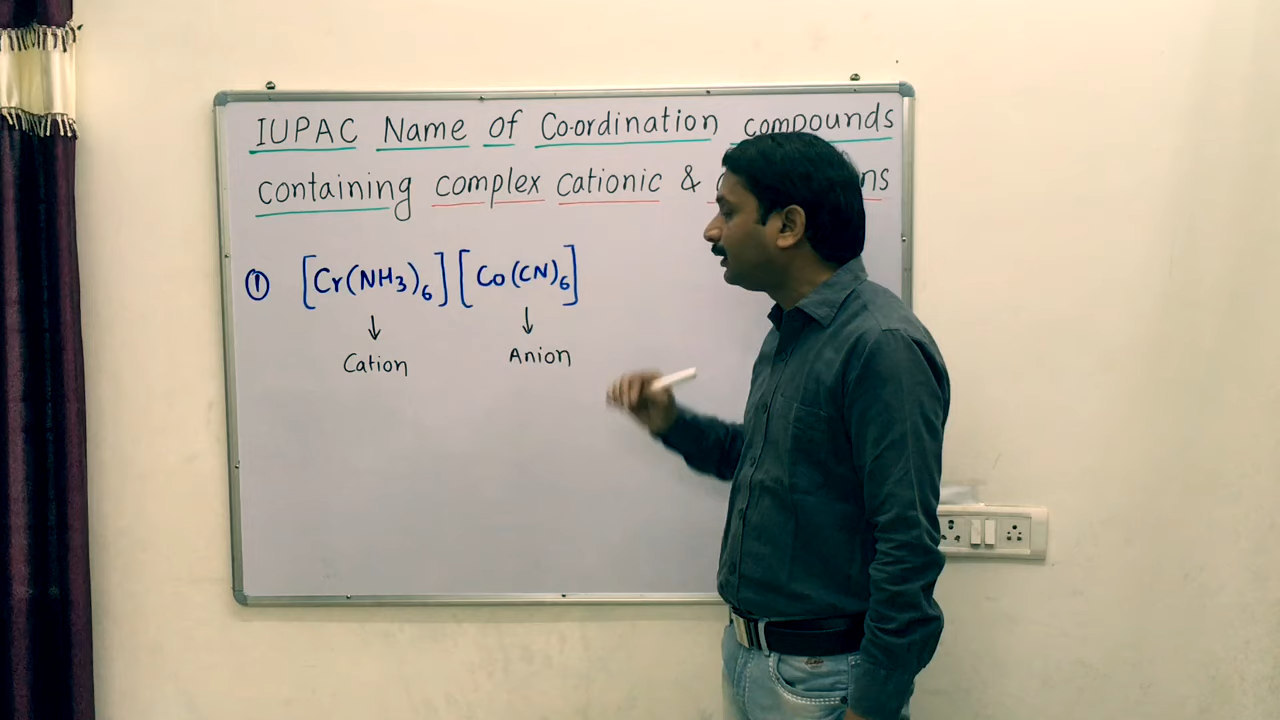 IUPAC Name of Co-ordination compounds
containing complex cationic &
① [Cr(NH3)6] [Co(CN)6]
↓ ↓
Cation Anion